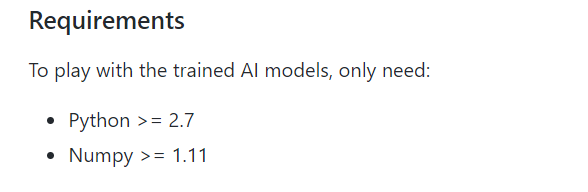 Requirements
To play with the trained AI models, only need:
• Python >= 2.7
• Numpy >= 1.11